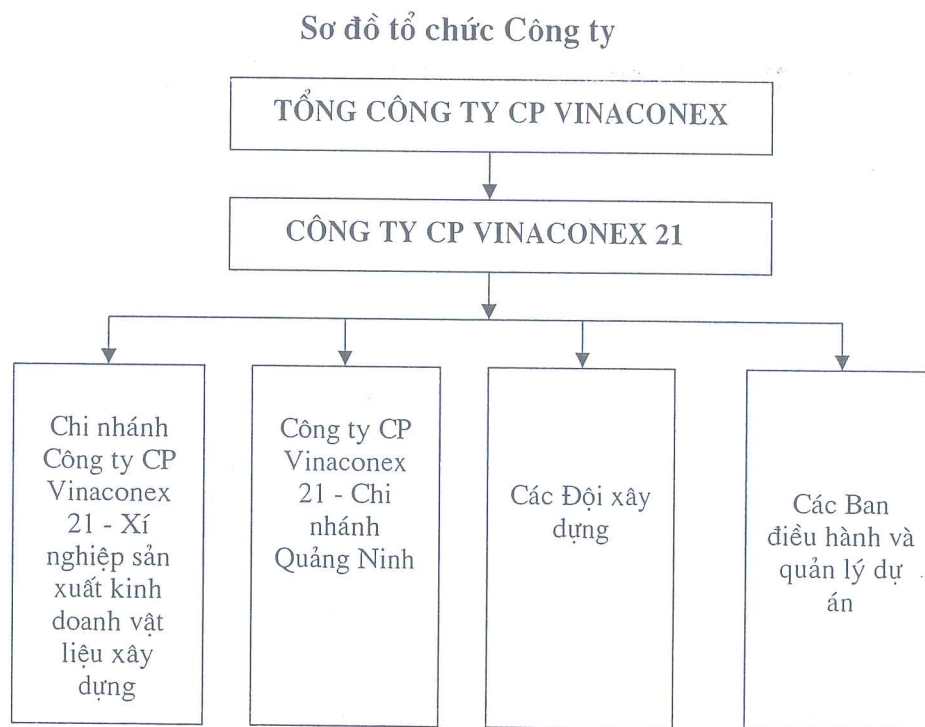 Sơ đồ tổ chức Công ty
TỔNG CÔNG TY CP VINACONEX
CÔNG TY CP VINACONEX 21
Chi nhánh
Công ty CP
Vinaconex
21 - Xí
nghiệp sản
xuất kinh
doanh vật
liệu xây
dựng
Công ty CP
Vinaconex
21 - Chi
nhánh
Quảng Ninh
Các Đội xây
dựng
Các Ban
điều hành và
quản lý dự
án